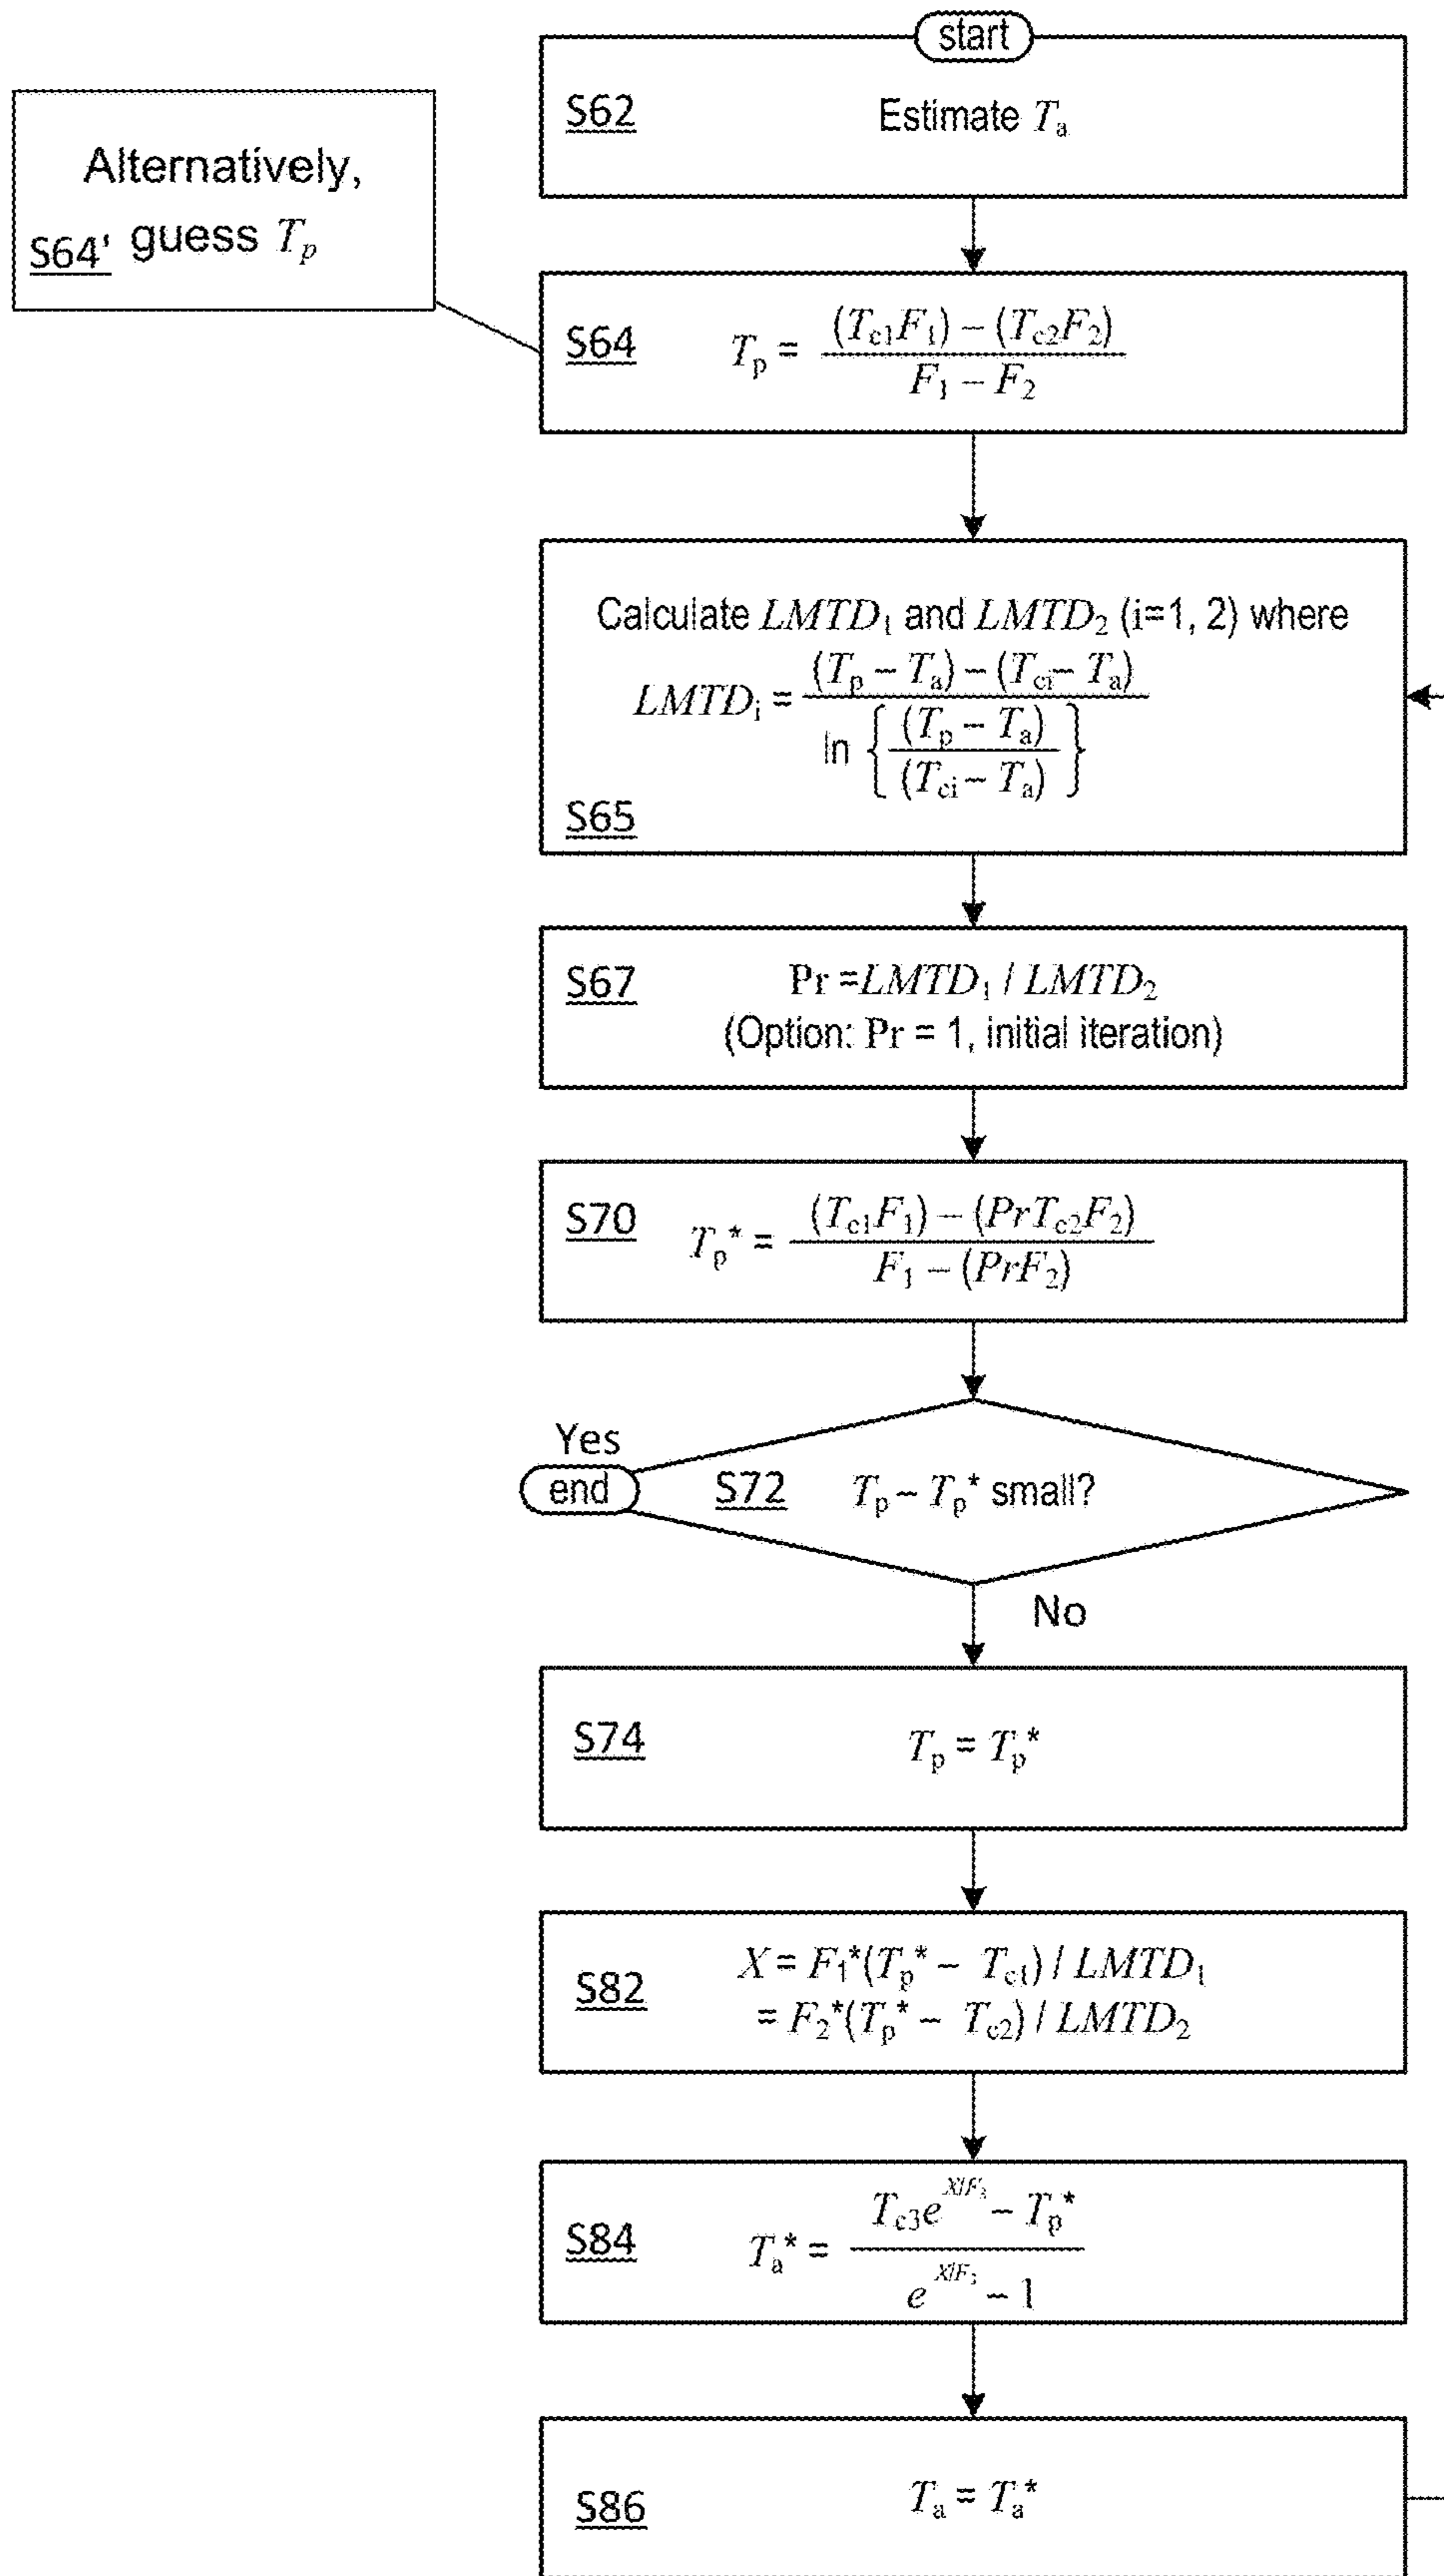 start
S62 Estimate Ta
Alternatively,
S64' guess Tp
S64 Tp = (Tc1F1) – (Tc2F2)
F1 – F2
Calculate LMTD1 and LMTD2 (i=1, 2) where
LMTDi = (Tp – Ta) – (Tci – Ta)
ln { (Tp – Ta)
(Tci – Ta) }
S65
S67 Pr =LMTD1 / LMTD2
(Option: Pr = 1, initial iteration)
S70 Tp* = (Tc1F1) – (PrTc2F2)
F1 – (PrF2)
Yes
end S72 Tp – Tp* small?
No
S74 Tp = Tp*
S82 X = F1*(Tp* – Tc1) / LMTD1
= F2*(Tp* – Tc2) / LMTD2
S84 Ta* = Tc3e^X/F3 – Tp*
e^X/F3 – 1
S86 Ta = Ta*